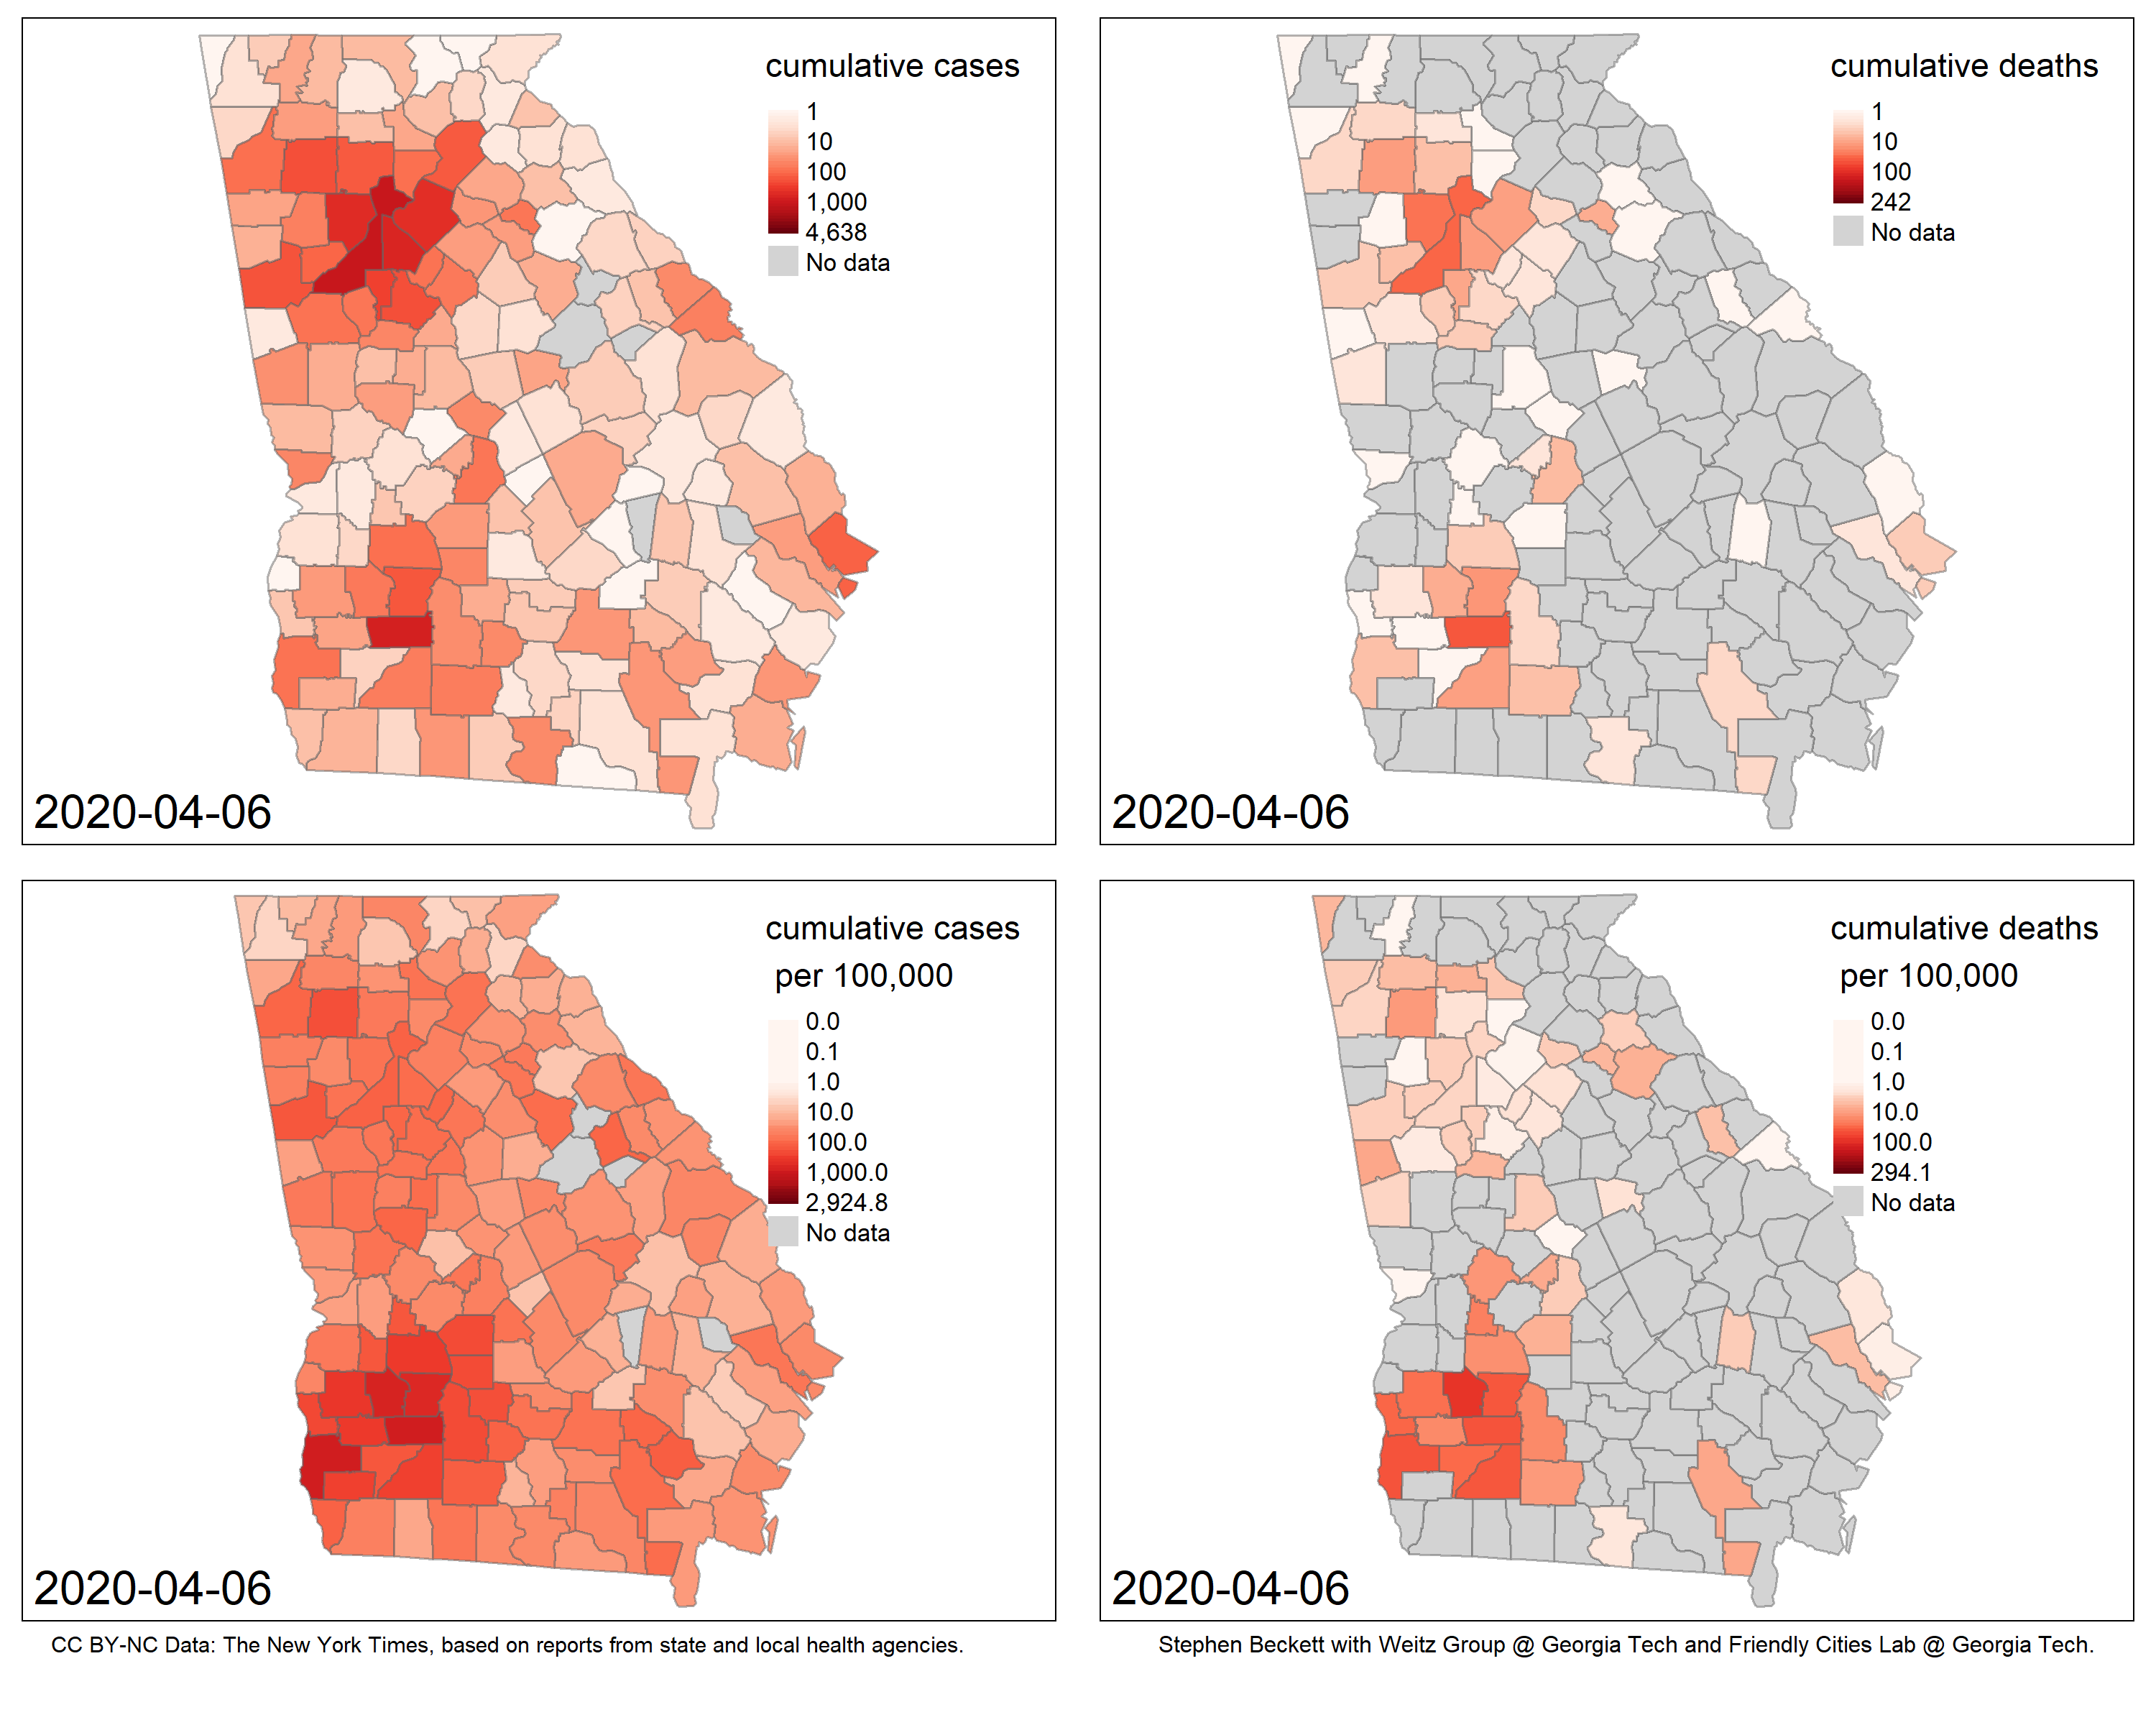 cumulative cases
1
10
100
1,000
4,638
No data
2020-04-06
cumulative deaths
1
10
100
242
No data
2020-04-06
cumulative cases
per 100,000
0.0
0.1
1.0
10.0
100.0
1,000.0
2,924.8
No data
2020-04-06
cumulative deaths
per 100,000
0.0
0.1
1.0
10.0
100.0
294.1
No data
2020-04-06
CC BY-NC Data: The New York Times, based on reports from state and local health agencies.
Stephen Beckett with Weitz Group @ Georgia Tech and Friendly Cities Lab @ Georgia Tech.